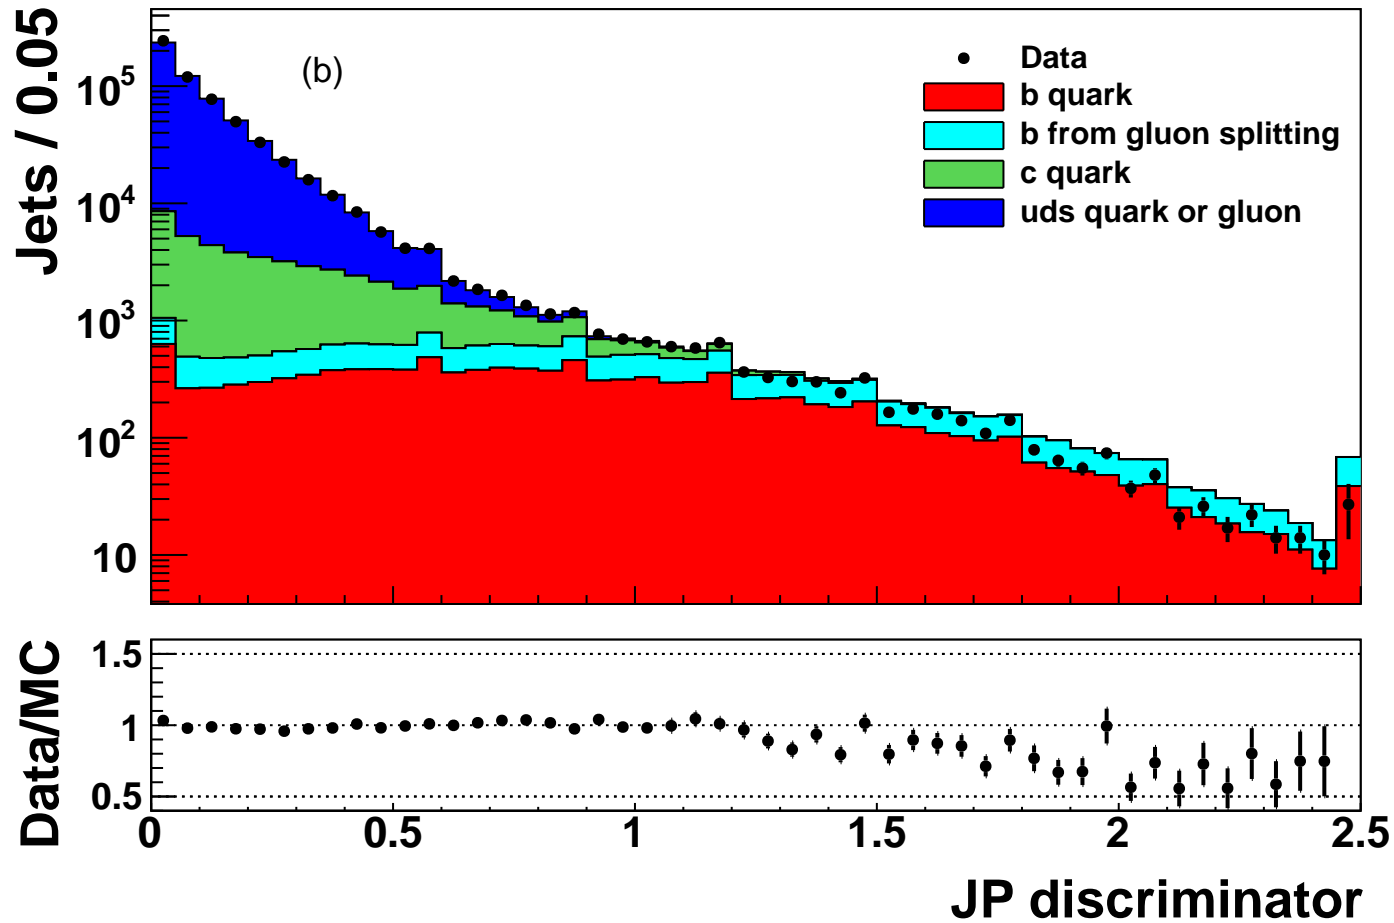 Jets / 0.05
10^5
10^4
10^3
10^2
10
(b)
Data
b quark
b from gluon splitting
c quark
uds quark or gluon
Data/MC
1.5
1
0.5
0 0.5 1 1.5 2 2.5
JP discriminator